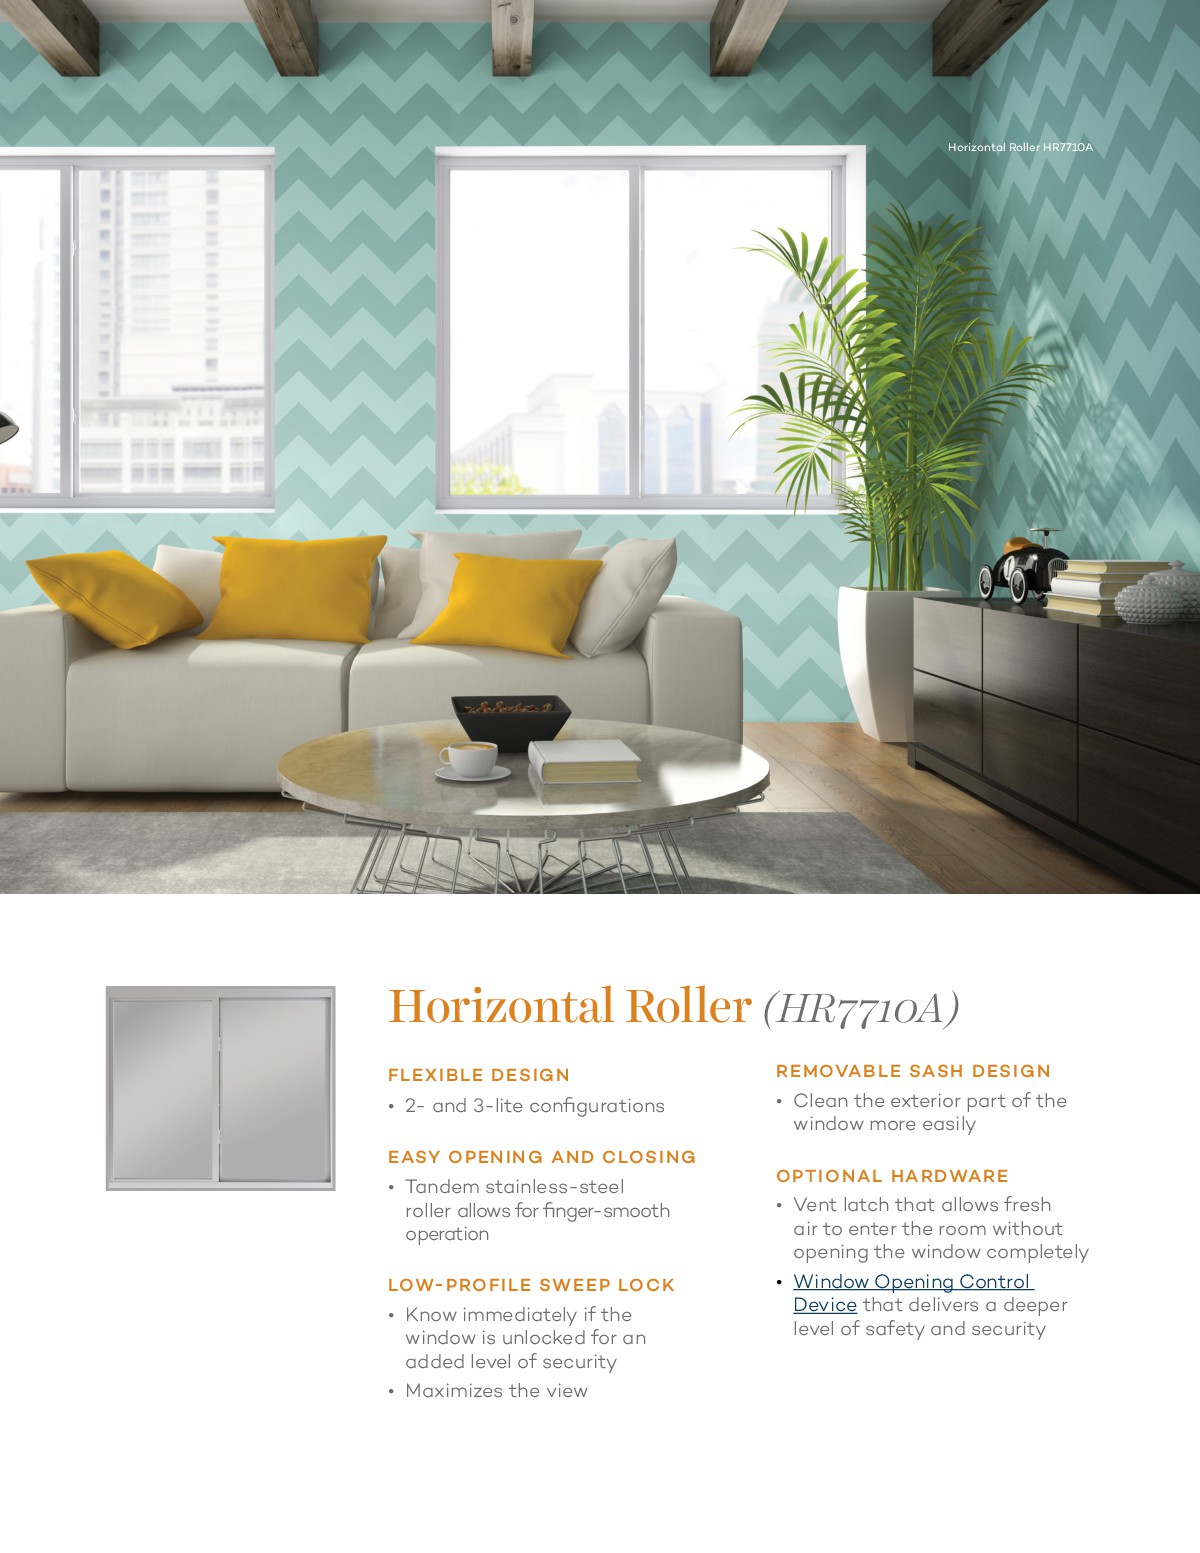 Horizontal Roller HR7710A
Horizontal Roller (HR7710A)
FLEXIBLE DESIGN
• 2- and 3-lite configurations
EASY OPENING AND CLOSING
• Tandem stainless-steel
roller allows for finger-smooth
operation
LOW-PROFILE SWEEP LOCK
• Know immediately if the
window is unlocked for an
added level of security
• Maximizes the view
REMOVABLE SASH DESIGN
• Clean the exterior part of the
window more easily
OPTIONAL HARDWARE
• Vent latch that allows fresh
air to enter the room without
opening the window completely
• Window Opening Control
Device that delivers a deeper
level of safety and security